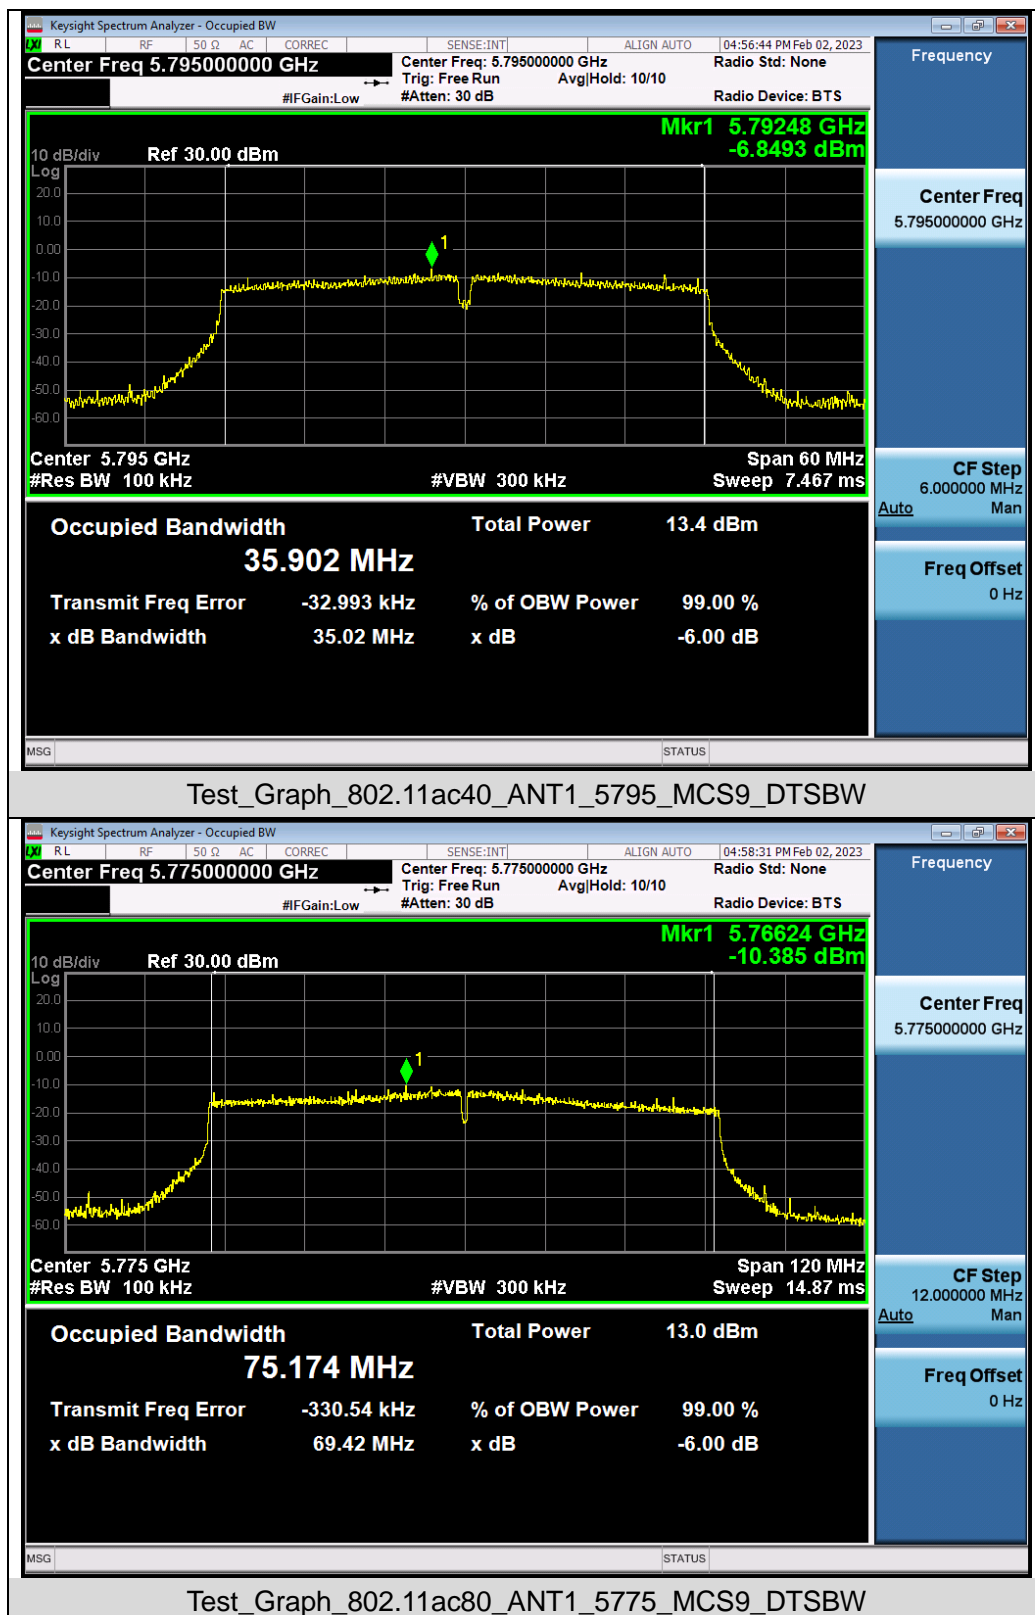 Keysight Spectrum Analyzer - Occupied BW
LXI RL RF 50 Ω AC CORREC SENSE:INT ALIGN AUTO 04:56:44 PM Feb 02, 2023
Center Freq 5.795000000 GHz
Center Freq: 5.795000000 GHz
Radio Std: None
Trig: Free Run Avg|Hold: 10/10
#IFGain:Low #Atten: 30 dB Radio Device: BTS
Mkr1 5.79248 GHz
-6.8493 dBm
10 dB/div Ref 30.00 dBm
Log
20.0
10.0
0.00
-10.0
-20.0
-30.0
-40.0
-50.0
-60.0
1
Center 5.795 GHz Span 60 MHz
#Res BW 100 kHz #VBW 300 kHz Sweep 7.467 ms
Occupied Bandwidth Total Power 13.4 dBm
35.902 MHz
Transmit Freq Error -32.993 kHz % of OBW Power 99.00 %
x dB Bandwidth 35.02 MHz x dB -6.00 dB
MSG STATUS
Frequency
Center Freq
5.795000000 GHz
CF Step
6.000000 MHz
Auto Man
Freq Offset
0 Hz
Test_Graph_802.11ac40_ANT1_5795_MCS9_DTSBW
Keysight Spectrum Analyzer - Occupied BW
LXI RL RF 50 Ω AC CORREC SENSE:INT ALIGN AUTO 04:58:31 PM Feb 02, 2023
Center Freq 5.775000000 GHz
Center Freq: 5.775000000 GHz
Radio Std: None
Trig: Free Run Avg|Hold: 10/10
#IFGain:Low #Atten: 30 dB Radio Device: BTS
Mkr1 5.76624 GHz
-10.385 dBm
10 dB/div Ref 30.00 dBm
Log
20.0
10.0
0.00
-10.0
-20.0
-30.0
-40.0
-50.0
-60.0
1
Center 5.775 GHz Span 120 MHz
#Res BW 100 kHz #VBW 300 kHz Sweep 14.87 ms
Occupied Bandwidth Total Power 13.0 dBm
75.174 MHz
Transmit Freq Error -330.54 kHz % of OBW Power 99.00 %
x dB Bandwidth 69.42 MHz x dB -6.00 dB
MSG STATUS
Frequency
Center Freq
5.775000000 GHz
CF Step
12.000000 MHz
Auto Man
Freq Offset
0 Hz
Test_Graph_802.11ac80_ANT1_5775_MCS9_DTSBW